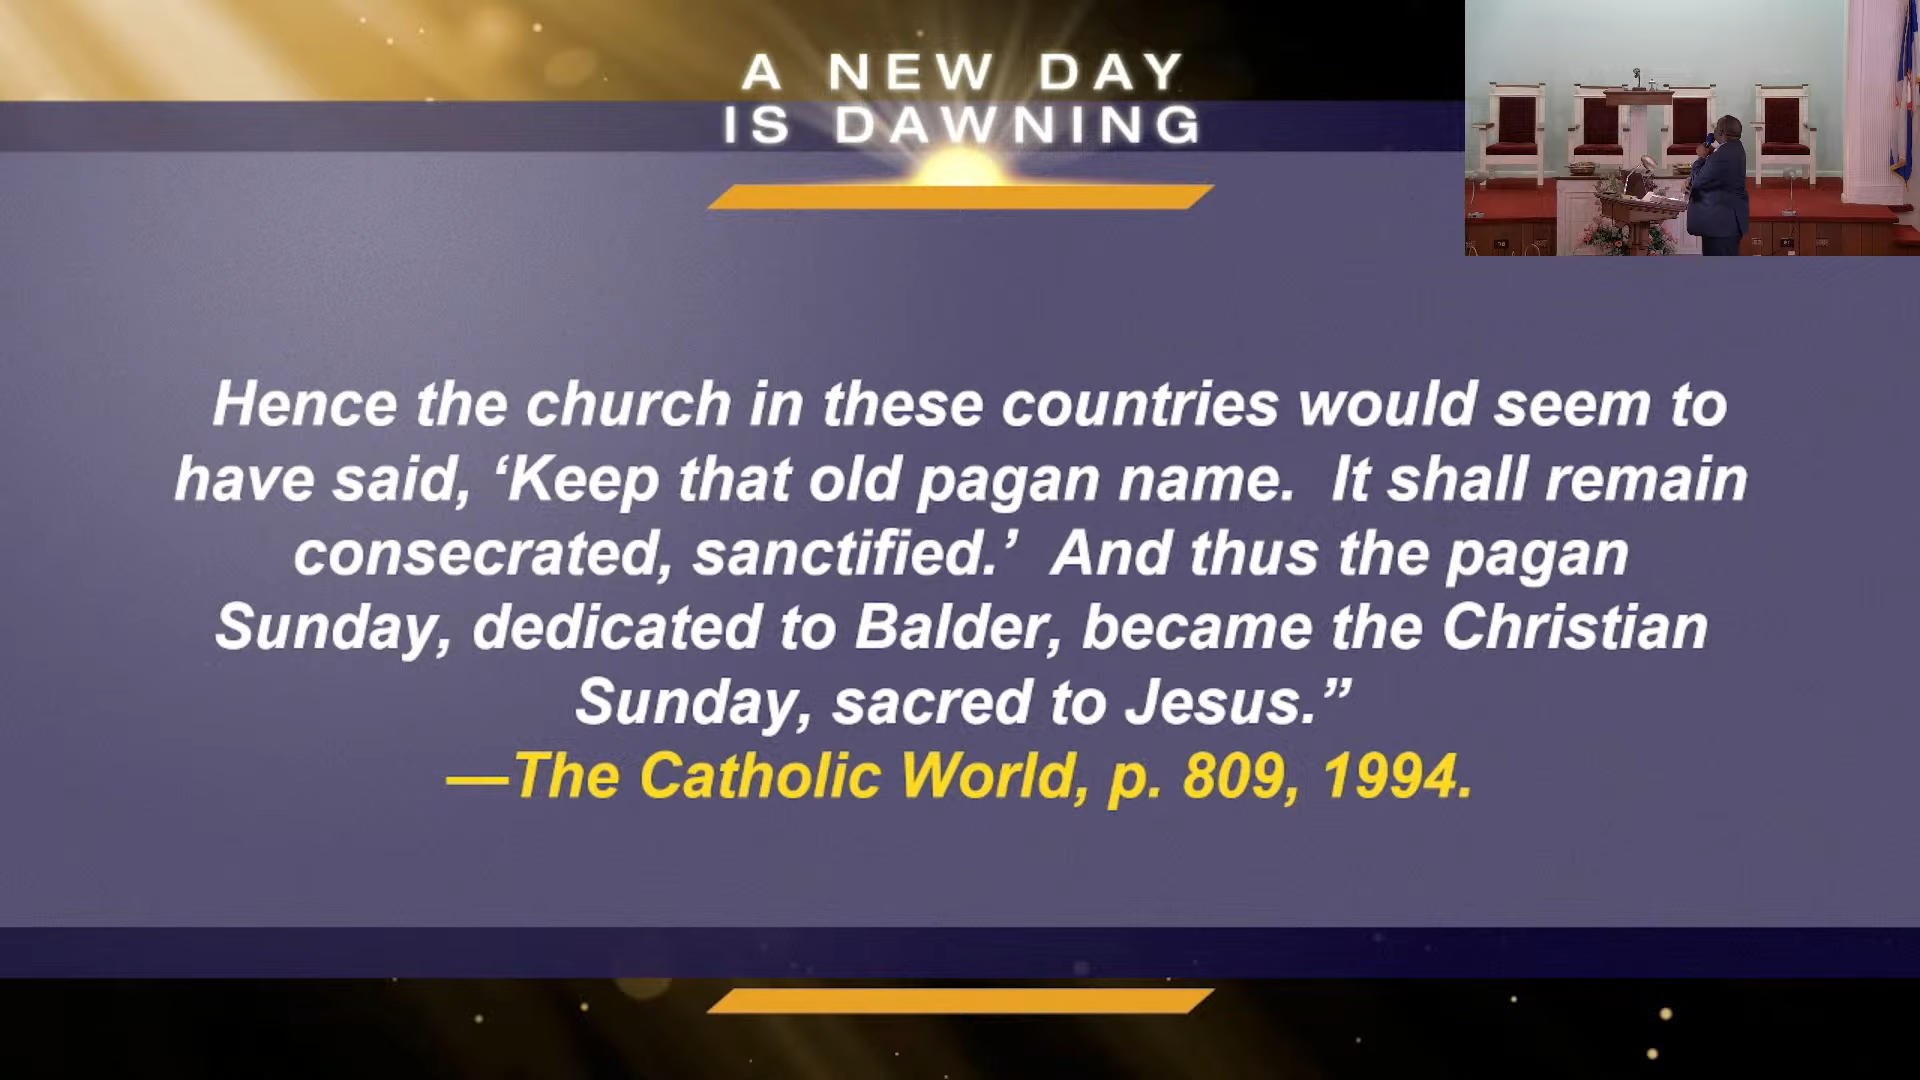 A NEW DAY
IS DAWNING
Hence the church in these countries would seem to
have said, ‘Keep that old pagan name.  It shall remain
consecrated, sanctified.’  And thus the pagan
Sunday, dedicated to Balder, became the Christian
Sunday, sacred to Jesus.”
—The Catholic World, p. 809, 1994.